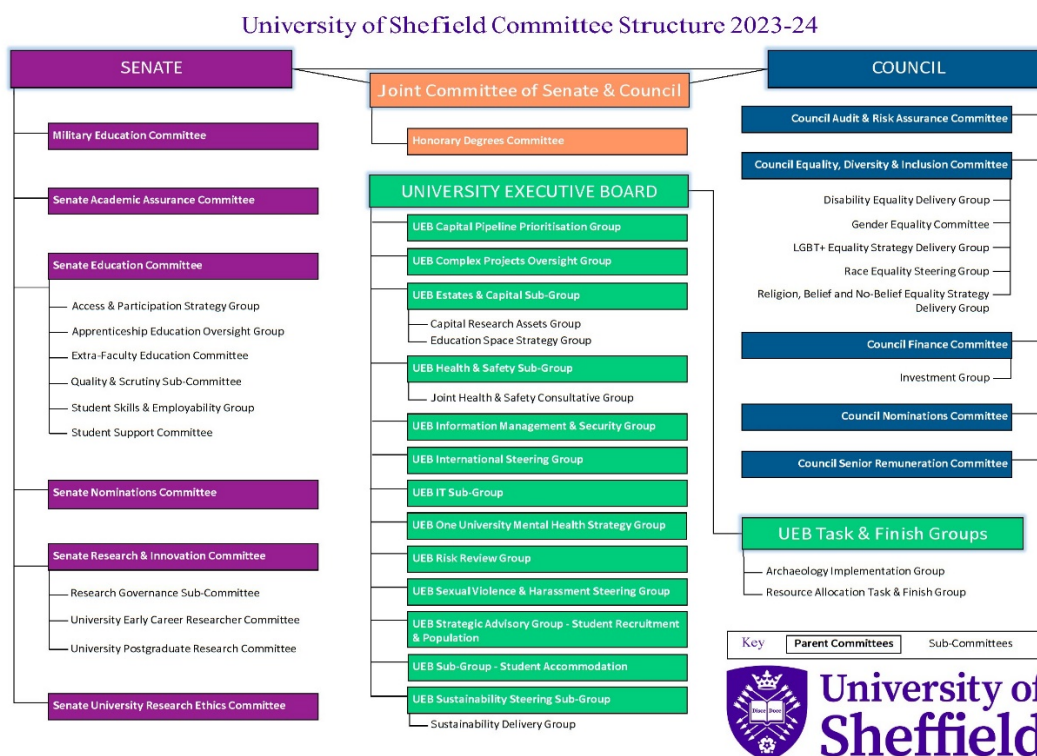 University of Sheffield Committee Structure 2023-24
SENATE
Military Education Committee
Senate Academic Assurance Committee
Senate Education Committee
Access & Participation Strategy Group
Apprenticeship Education Oversight Group
Extra-Faculty Education Committee
Quality & Scrutiny Sub-Committee
Student Skills & Employability Group
Student Support Committee
Senate Nominations Committee
Senate Research & Innovation Committee
Research Governance Sub-Committee
University Early Career Researcher Committee
University Postgraduate Research Committee
Senate University Research Ethics Committee
Joint Committee of Senate & Council
Honorary Degrees Committee
UNIVERSITY EXECUTIVE BOARD
UEB Capital Pipeline Prioritisation Group
UEB Complex Projects Oversight Group
UEB Estates & Capital Sub-Group
Capital Research Assets Group
Education Space Strategy Group
UEB Health & Safety Sub-Group
Joint Health & Safety Consultative Group
UEB Information Management & Security Group
UEB International Steering Group
UEB IT Sub-Group
UEB One University Mental Health Strategy Group
UEB Risk Review Group
UEB Sexual Violence & Harassment Steering Group
UEB Strategic Advisory Group - Student Recruitment
& Population
UEB Sub-Group - Student Accommodation
UEB Sustainability Steering Sub-Group
Sustainability Delivery Group
COUNCIL
Council Audit & Risk Assurance Committee
Council Equality, Diversity & Inclusion Committee
Disability Equality Delivery Group
Gender Equality Committee
LGBT+ Equality Strategy Delivery Group
Race Equality Steering Group
Religion, Belief and No-Belief Equality Strategy
Delivery Group
Council Finance Committee
Investment Group
Council Nominations Committee
Council Senior Remuneration Committee
UEB Task & Finish Groups
Archaeology Implementation Group
Resource Allocation Task & Finish Group
Key Parent Committees Sub-Committees
Disce Doce
University of
Sheffield